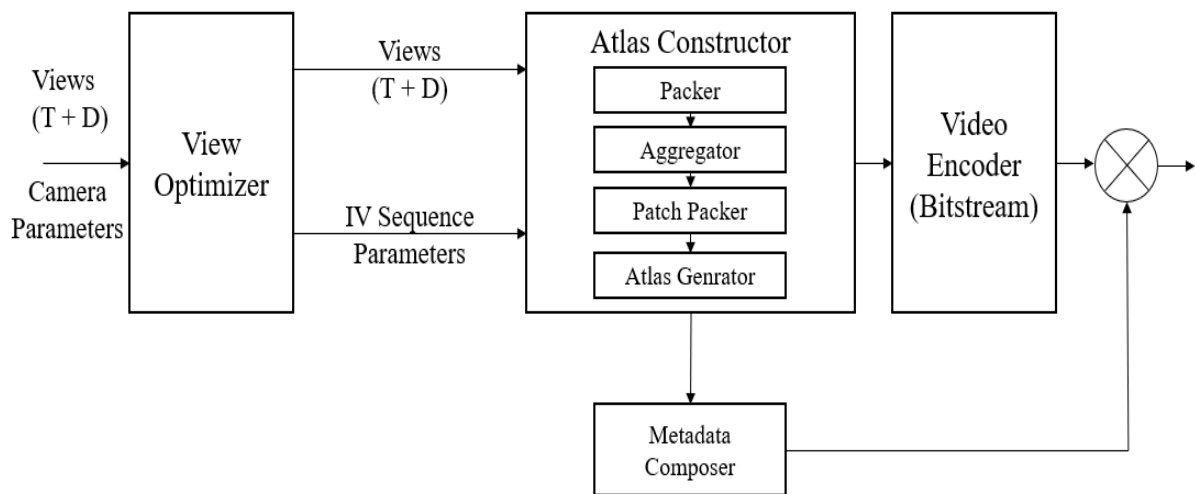 Views
(T + D)
Camera
Parameters
View
Optimizer
Views
(T + D)
IV Sequence
Parameters
Atlas Constructor
Packer
Aggregator
Patch Packer
Atlas Genrator
Video
Encoder
(Bitstream)
Metadata
Composer